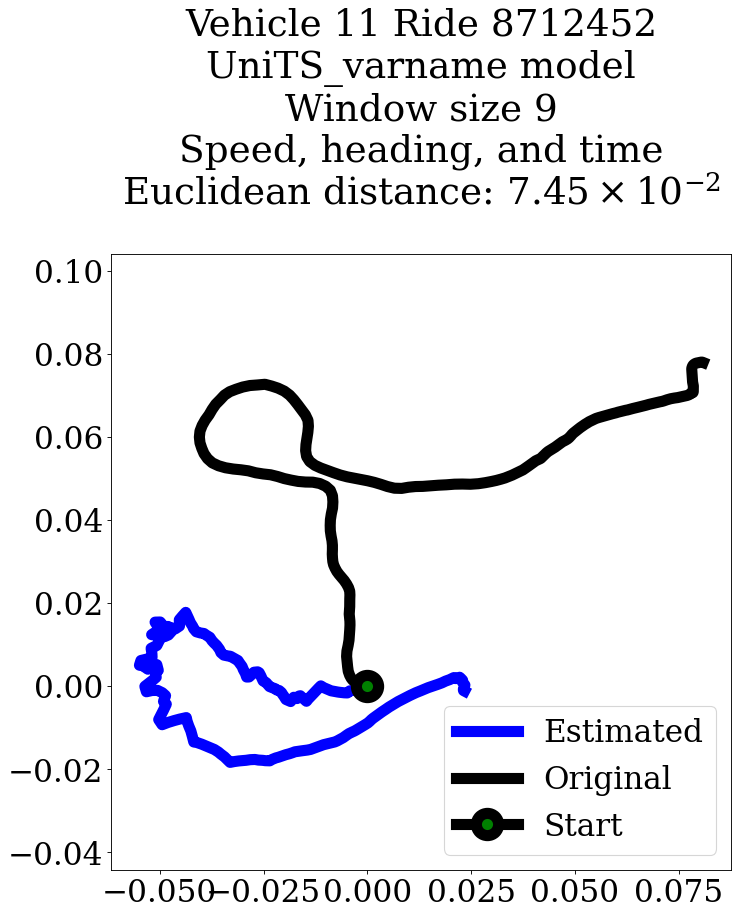 Vehicle 11 Ride 8712452
UniTS_varname model
Window size 9
Speed, heading, and time
Euclidean distance: 7.45 × 10⁻²
0.10
0.08
0.06
0.04
0.02
0.00
−0.02
−0.04
Estimated
Original
Start
−0.050 −0.025 0.000 0.025 0.050 0.075